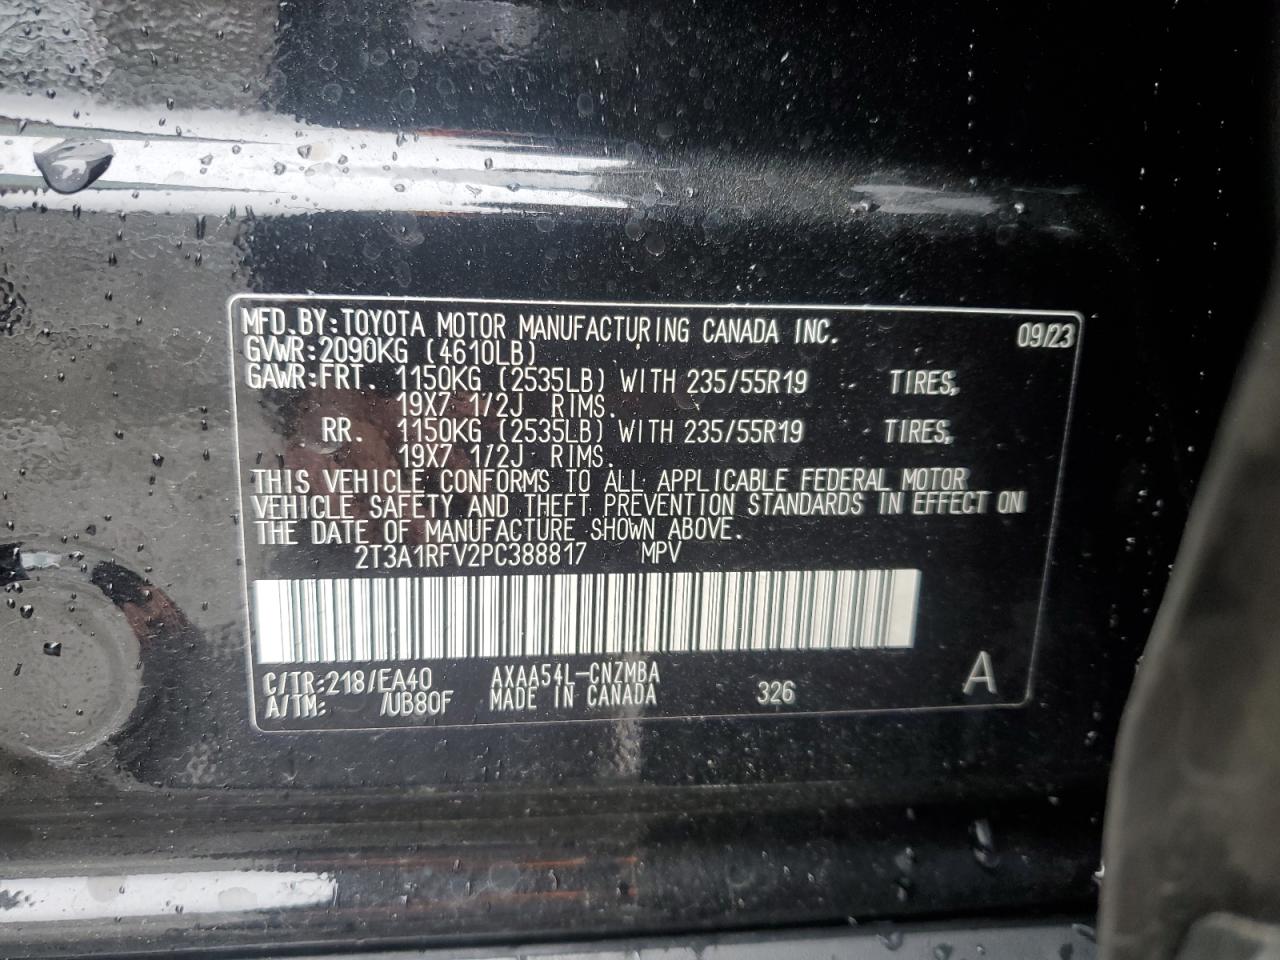 MFD.BY:TOYOTA MOTOR MANUFACTURING CANADA INC. 09/23
GVWR:2090KG (4610LB)
GAWR:FRT. 1150KG (2535LB) WITH 235/55R19 TIRES,
19X7 1/2J RIMS.
RR. 1150KG (2535LB) WITH 235/55R19 TIRES,
19X7 1/2J RIMS.
THIS VEHICLE CONFORMS TO ALL APPLICABLE FEDERAL MOTOR
VEHICLE SAFETY AND THEFT PREVENTION STANDARDS IN EFFECT ON
THE DATE OF MANUFACTURE SHOWN ABOVE.
2T3A1RFV2PC388817 MPV
C/TR:218/EA40 AXAA54L-CNZMBA
A/TM: /UB80F MADE IN CANADA 326 A